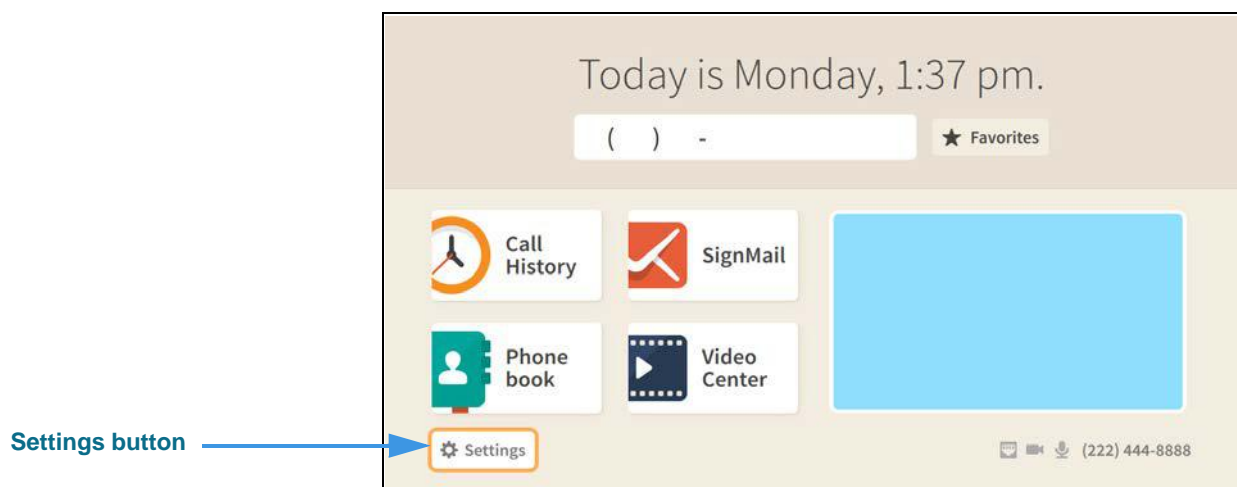 Today is Monday, 1:37 pm.
( ) -
Favorites
Call
History
SignMail
Phone
book
Video
Center
Settings button
Settings
(222) 444-8888